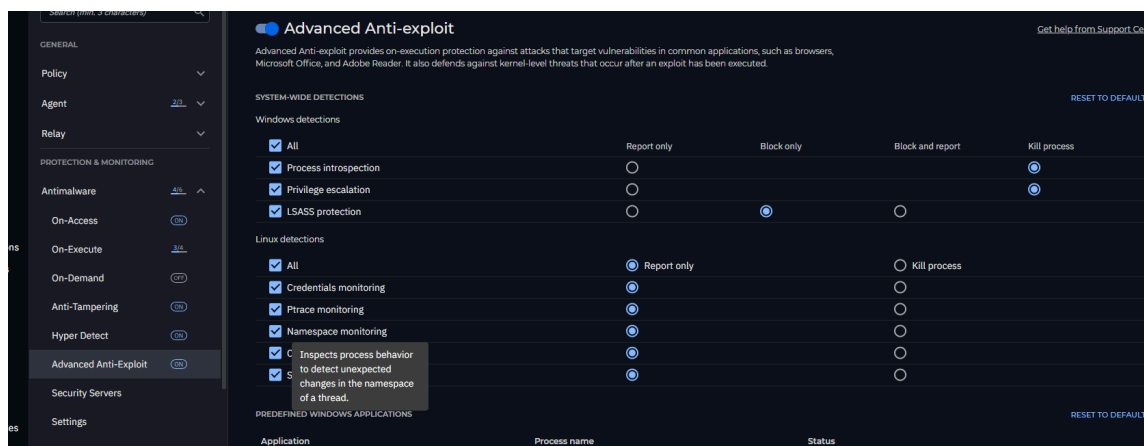 Search (min. 3 characters)
GENERAL
Policy
Agent 2/3
Relay
PROTECTION & MONITORING
Antimalware 4/6
On-Access ON
On-Execute 3/4
On-Demand OFF
Anti-Tampering ON
Hyper Detect ON
Advanced Anti-Exploit ON
Security Servers
Settings
ns
es
Advanced Anti-exploit
Get help from Support Ce
Advanced Anti-exploit provides on-execution protection against attacks that target vulnerabilities in common applications, such as browsers,
Microsoft Office, and Adobe Reader. It also defends against kernel-level threats that occur after an exploit has been executed.
SYSTEM-WIDE DETECTIONS RESET TO DEFAULT
Windows detections
All Report only Block only Block and report Kill process
Process introspection
Privilege escalation
LSASS protection
Linux detections
All Report only Kill process
Credentials monitoring
Ptrace monitoring
Namespace monitoring
C
S
Inspects process behavior
to detect unexpected
changes in the namespace
of a thread.
PREDEFINED WINDOWS APPLICATIONS RESET TO DEFAULT
Application Process name Status